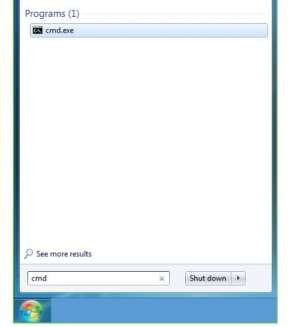 Programs (1)
cmd.exe
See more results
cmd
Shut down